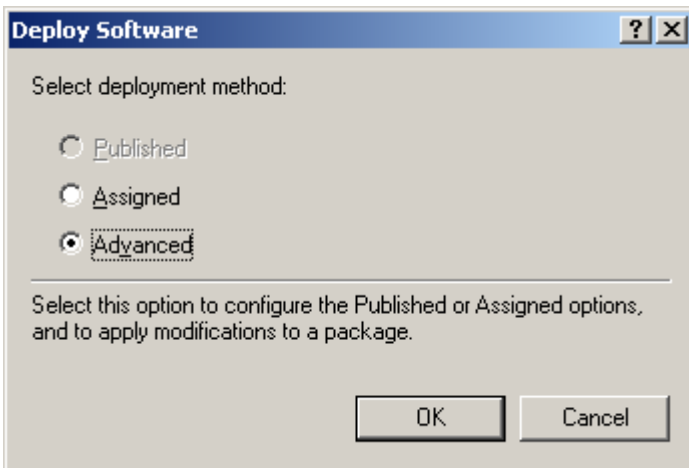 Deploy Software
Select deployment method:
Published
Assigned
Advanced
Select this option to configure the Published or Assigned options,
and to apply modifications to a package.
OK Cancel